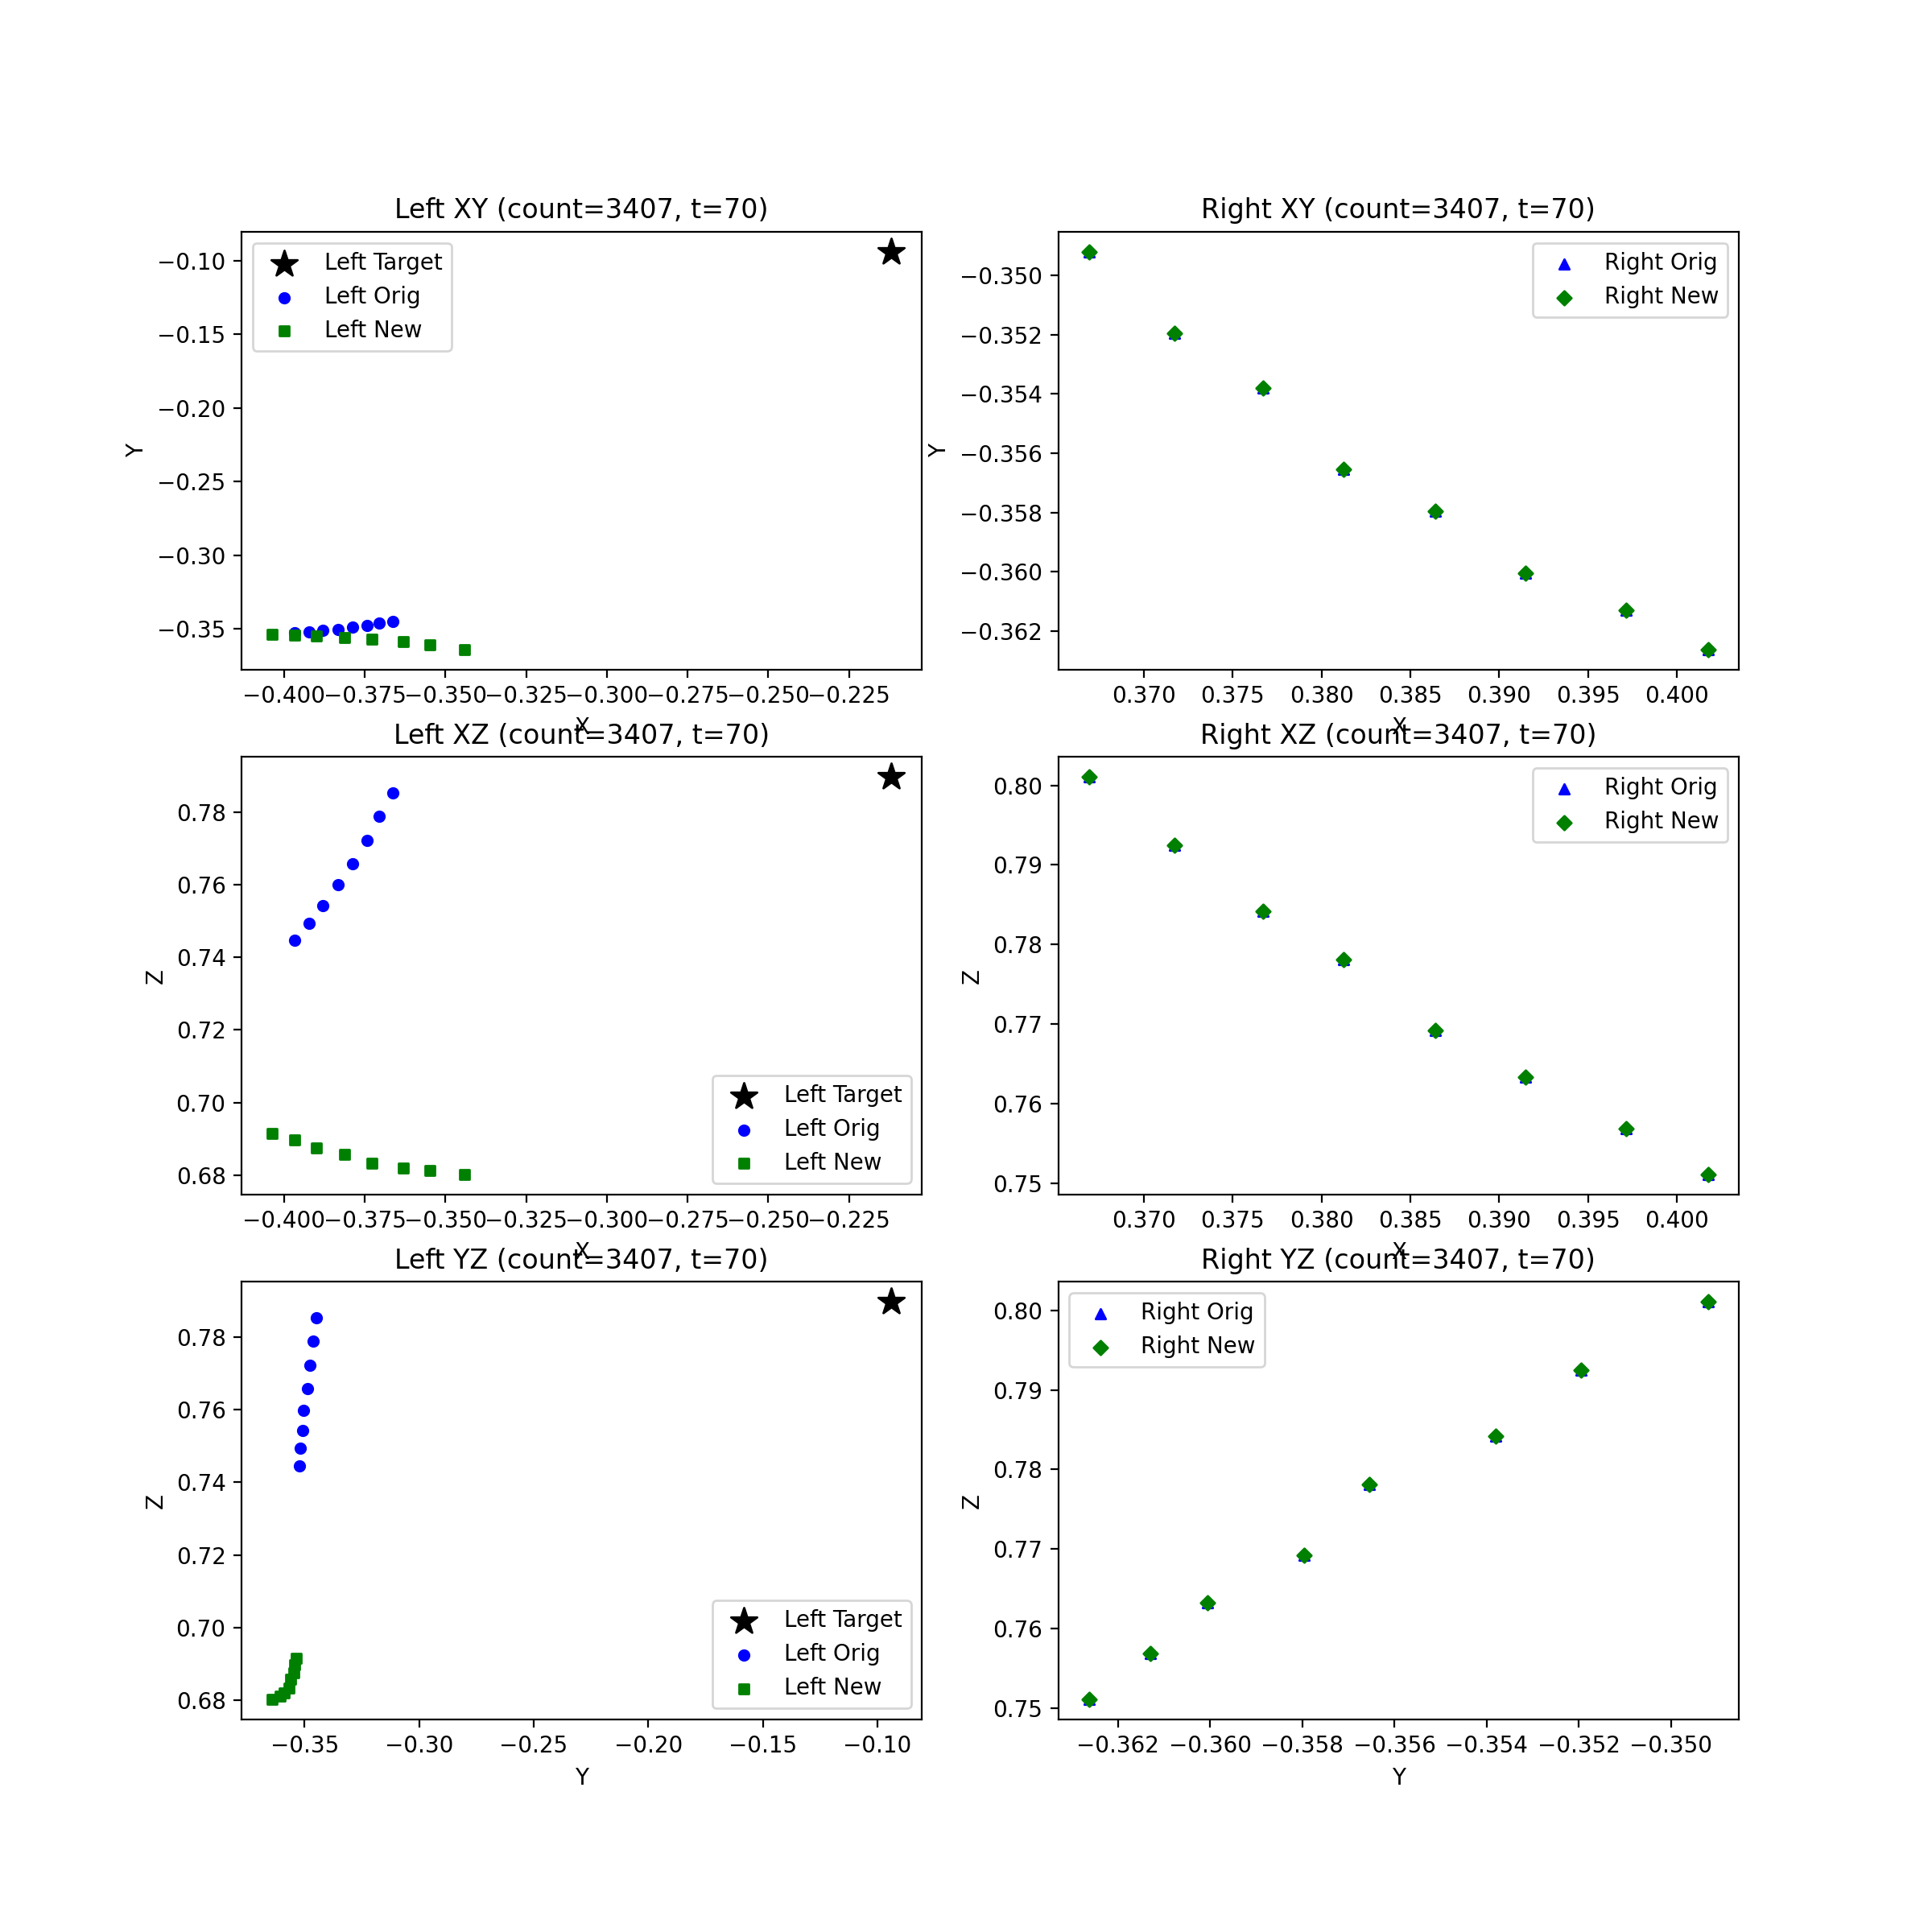 Left XY (count=3407, t=70)
Left Target
Left Orig
Left New
Y
−0.10
−0.15
−0.20
−0.25
−0.30
−0.35
−0.400 −0.375 −0.350 −0.325 −0.300 −0.275 −0.250 −0.225
X
Right XY (count=3407, t=70)
Right Orig
Right New
Y
−0.350
−0.352
−0.354
−0.356
−0.358
−0.360
−0.362
0.370 0.375 0.380 0.385 0.390 0.395 0.400
X
Left XZ (count=3407, t=70)
Z
0.78
0.76
0.74
0.72
0.70
0.68
Left Target
Left Orig
Left New
−0.400 −0.375 −0.350 −0.325 −0.300 −0.275 −0.250 −0.225
X
Right XZ (count=3407, t=70)
Right Orig
Right New
Z
0.80
0.79
0.78
0.77
0.76
0.75
0.370 0.375 0.380 0.385 0.390 0.395 0.400
X
Left YZ (count=3407, t=70)
Z
0.78
0.76
0.74
0.72
0.70
0.68
Left Target
Left Orig
Left New
−0.35 −0.30 −0.25 −0.20 −0.15 −0.10
Y
Right YZ (count=3407, t=70)
Right Orig
Right New
Z
0.80
0.79
0.78
0.77
0.76
0.75
−0.362 −0.360 −0.358 −0.356 −0.354 −0.352 −0.350
Y